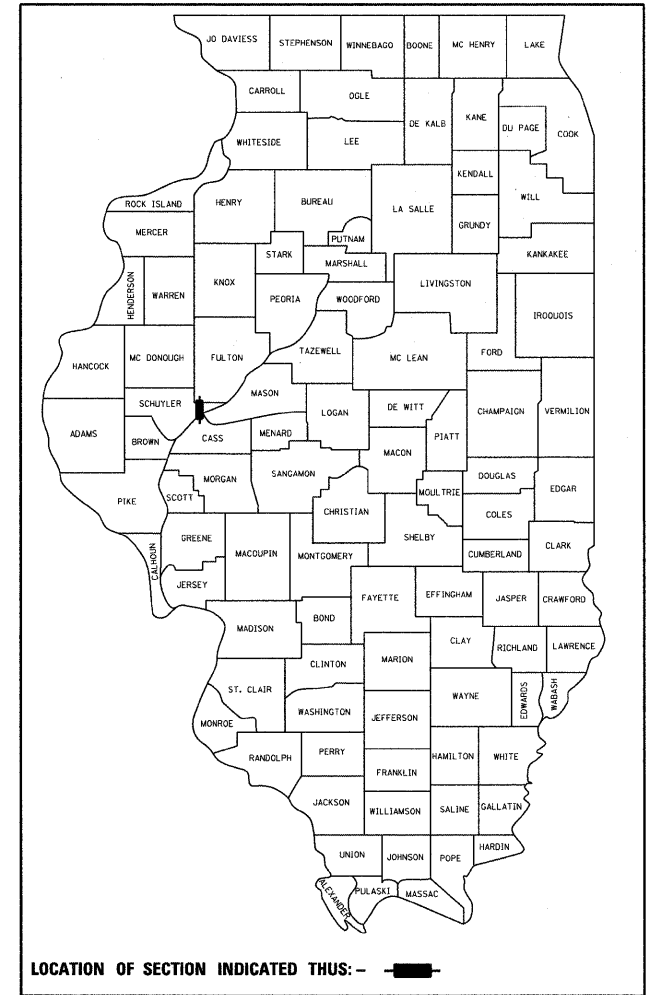 JO DAVIESS
STEPHENSON
WINNEBAGO
BOONE
MC HENRY
LAKE
CARROLL
OGLE
DE KALB
KANE
DU PAGE
COOK
WHITESIDE
LEE
KENDALL
WILL
ROCK ISLAND
HENRY
BUREAU
LA SALLE
GRUNDY
MERCER
PUTNAM
STARK
MARSHALL
KANKAKEE
HENDERSON
WARREN
KNOX
PEORIA
WOODFORD
LIVINGSTON
IROQUOIS
HANCOCK
MC DONOUGH
FULTON
TAZEWELL
MC LEAN
FORD
MASON
SCHUYLER
LOGAN
DE WITT
CHAMPAIGN
VERMILION
ADAMS
BROWN
CASS
MENARD
MACON
PIATT
MORGAN
SANGAMON
DOUGLAS
PIKE
SCOTT
CHRISTIAN
MOULTRIE
EDGAR
COLES
GREENE
MACOUPIN
MONTGOMERY
SHELBY
CALHOUN
CUMBERLAND
CLARK
JERSEY
FAYETTE
EFFINGHAM
JASPER
CRAWFORD
MADISON
BOND
CLAY
RICHLAND
LAWRENCE
CLINTON
MARION
ST. CLAIR
WAYNE
EDWARDS
WABASH
MONROE
WASHINGTON
JEFFERSON
RANDOLPH
PERRY
HAMILTON
WHITE
FRANKLIN
JACKSON
WILLIAMSON
SALINE
GALLATIN
UNION
JOHNSON
POPE
HARDIN
ALEXANDER
PULASKI
MASSAC
LOCATION OF SECTION INDICATED THUS: -